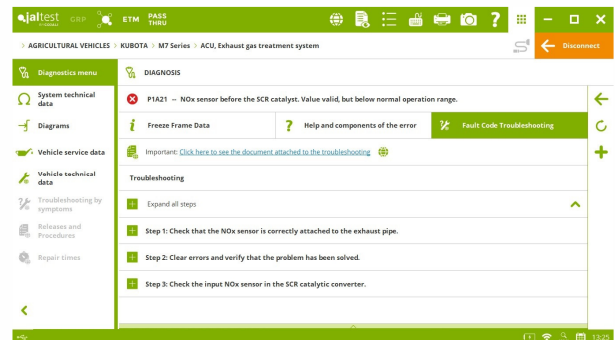 jaltest GRP ETM PASS THRU
BY COJALI
> AGRICULTURAL VEHICLES > KUBOTA > M7 Series > ACU, Exhaust gas treatment system
Disconnect
Diagnostics menu
System technical data
Diagrams
Vehicle service data
Vehicle technical data
Troubleshooting by symptoms
Releases and Procedures
Repair times
DIAGNOSIS
P1A21 -- NOx sensor before the SCR catalyst. Value valid, but below normal operation range.
Freeze Frame Data
Help and components of the error
Fault Code Troubleshooting
Important: Click here to see the document attached to the troubleshooting
Troubleshooting
Expand all steps
Step 1: Check that the NOx sensor is correctly attached to the exhaust pipe.
Step 2: Clear errors and verify that the problem has been solved.
Step 3: Check the input NOx sensor in the SCR catalytic converter.
13:25